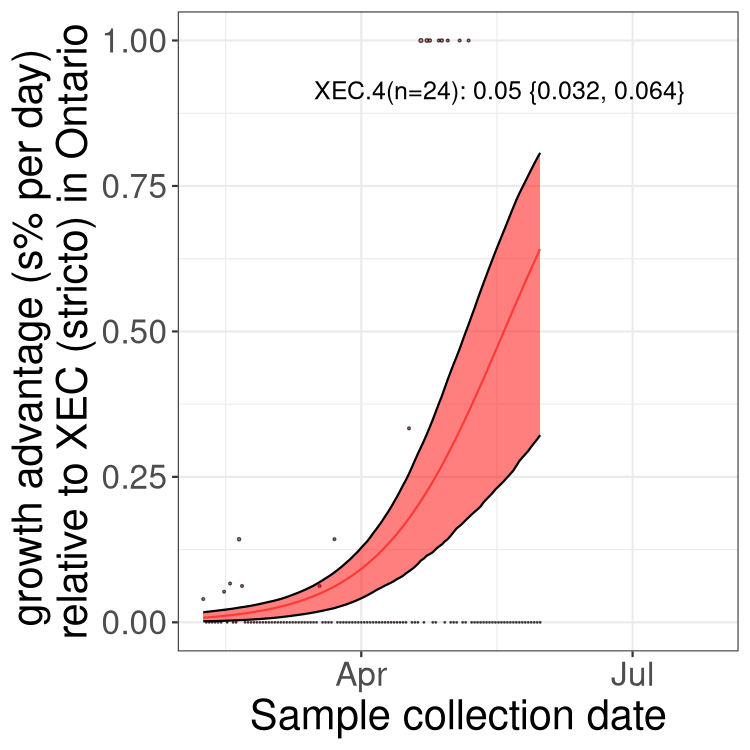 growth advantage (s% per day)
relative to XEC (stricto) in Ontario
1.00
0.75
0.50
0.25
0.00
XEC.4(n=24): 0.05 {0.032, 0.064}
Apr
Jul
Sample collection date